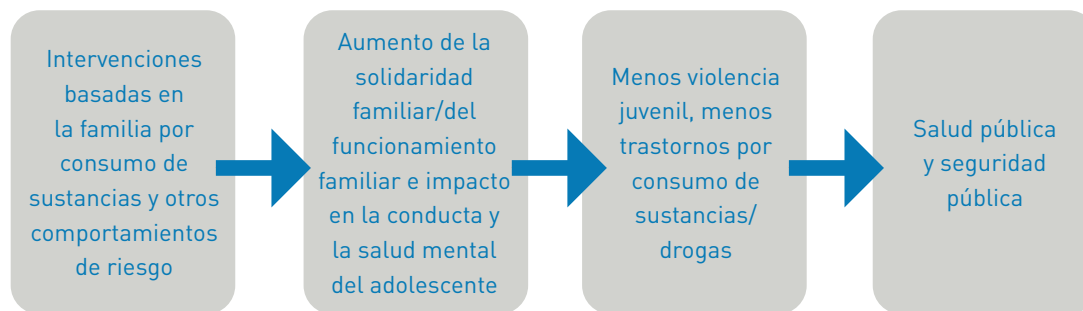 Intervenciones
basadas en
la familia por
consumo de
sustancias y otros
comportamientos
de riesgo
Aumento de la
solidaridad
familiar/del
funcionamiento
familiar e impacto
en la conducta y
la salud mental
del adolescente
Menos violencia
juvenil, menos
trastornos por
consumo de
sustancias/
drogas
Salud pública
y seguridad
pública